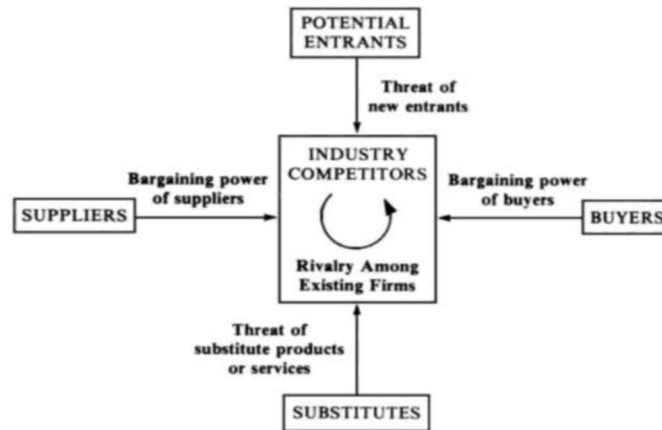 POTENTIAL
ENTRANTS
Threat of
new entrants
INDUSTRY
COMPETITORS
Bargaining power
of suppliers
Bargaining power
of buyers
SUPPLIERS
BUYERS
Rivalry Among
Existing Firms
Threat of
substitute products
or services
SUBSTITUTES